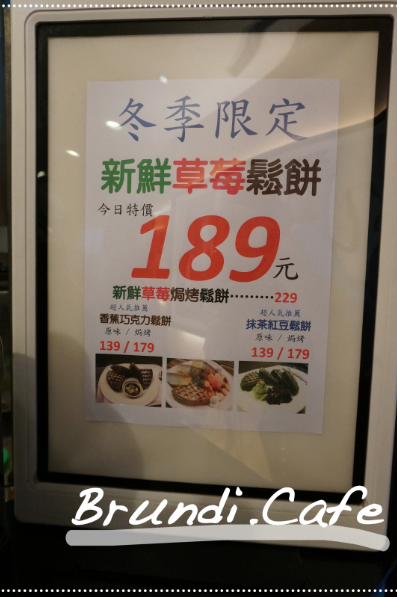 冬季限定
新鮮草莓鬆餅
今日特價
189元
新鮮草莓焗烤鬆餅·········229
超人氣推薦
香蕉巧克力鬆餅
原味 / 焗烤
139 / 179
超人氣推薦
抹茶紅豆鬆餅
原味 / 焗烤
139 / 179
Brundi.Cafe